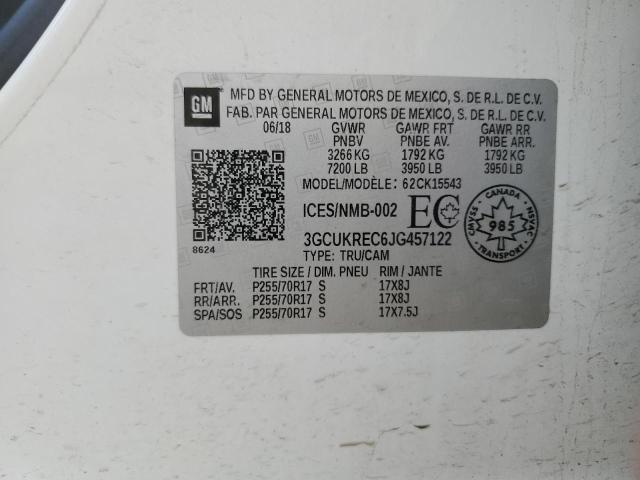 GM
MFD BY GENERAL MOTORS DE MEXICO, S. DE R.L. DE C.V.
FAB. PAR GENERAL MOTORS DE MEXICO, S. DE R.L. DE C.V.
06/18 GVWR GAWR FRT GAWR RR
PNBV PNBE AV. PNBE ARR.
3266 KG 1792 KG 1792 KG
7200 LB 3950 LB 3950 LB
MODEL/MODÈLE: 62CK15543
ICES/NMB-002 EC
CANADA
CMVSS 985 NSVAC
TRANSPORT
3GCUKREC6JG457122
8624
TYPE: TRU/CAM
TIRE SIZE / DIM. PNEU RIM / JANTE
FRT/AV. P255/70R17 S 17X8J
RR/ARR. P255/70R17 S 17X8J
SPA/SOS P255/70R17 S 17X7.5J